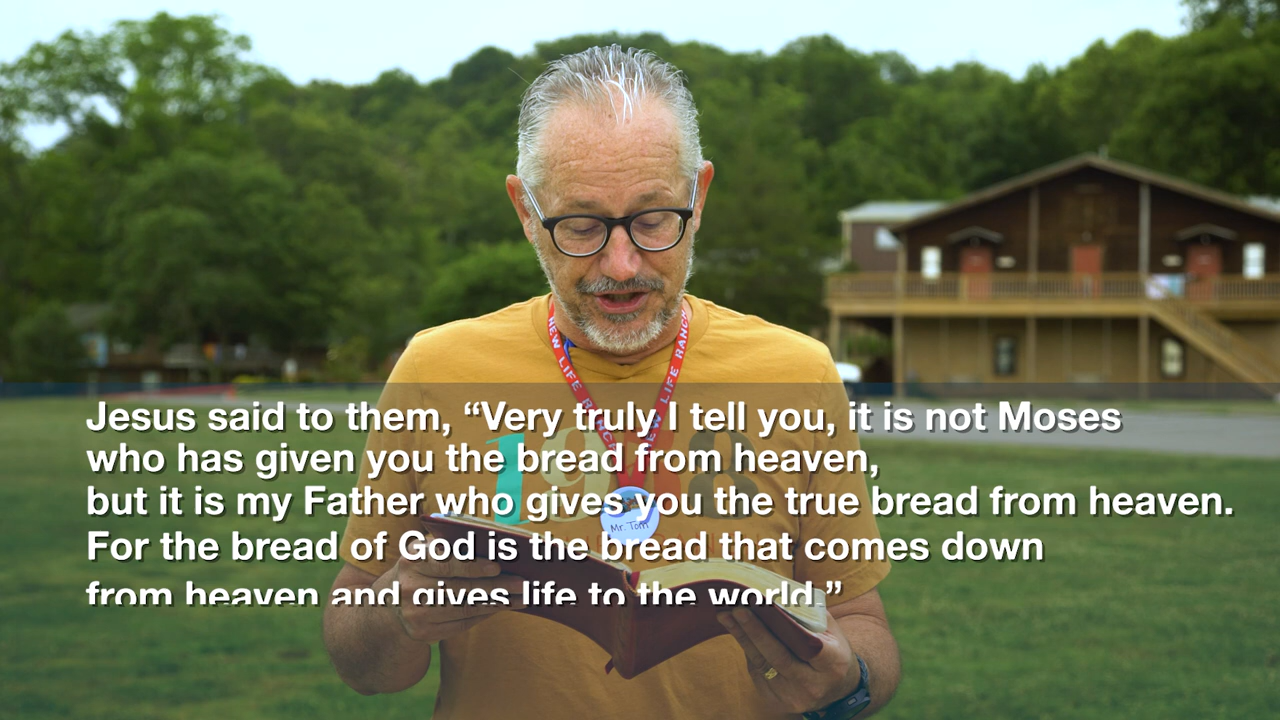 Jesus said to them, “Very truly I tell you, it is not Moses
who has given you the bread from heaven,
but it is my Father who gives you the true bread from heaven.
For the bread of God is the bread that comes down
from heaven and gives life to the world.”
NEW LIFE RANCH
NEW LIFE RANCH
Mr. Tom